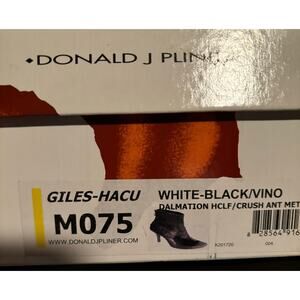 DONALD J PLINER
GILES-HACU
WHITE-BLACK/VINO
M075
DALMATION HCLF/CRUSH ANT MET
WWW.DONALDJPLINER.COM